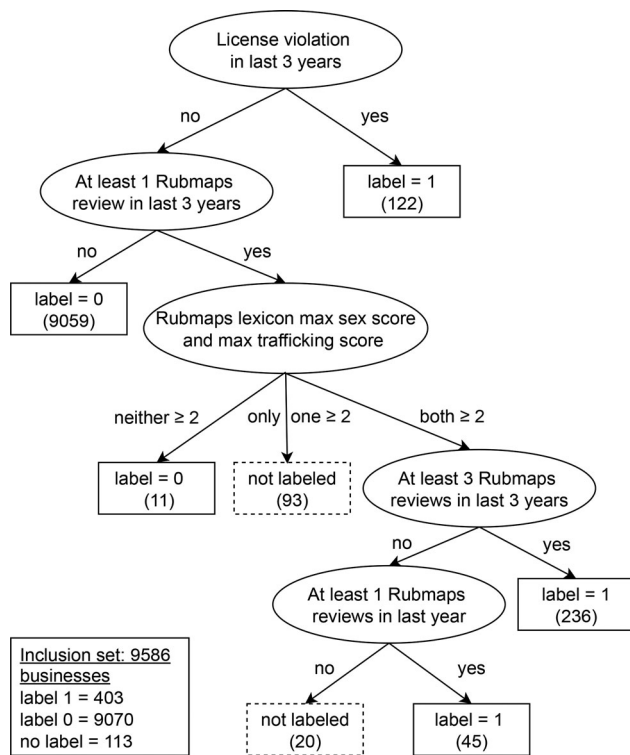 License violation
in last 3 years
no
yes
At least 1 Rubmaps
review in last 3 years
label = 1
(122)
no
yes
label = 0
(9059)
Rubmaps lexicon max sex score
and max trafficking score
neither ≥ 2
only one ≥ 2
both ≥ 2
label = 0
(11)
not labeled
(93)
At least 3 Rubmaps
reviews in last 3 years
no
yes
At least 1 Rubmaps
reviews in last year
label = 1
(236)
no
yes
not labeled
(20)
label = 1
(45)
Inclusion set: 9586
businesses
label 1 = 403
label 0 = 9070
no label = 113